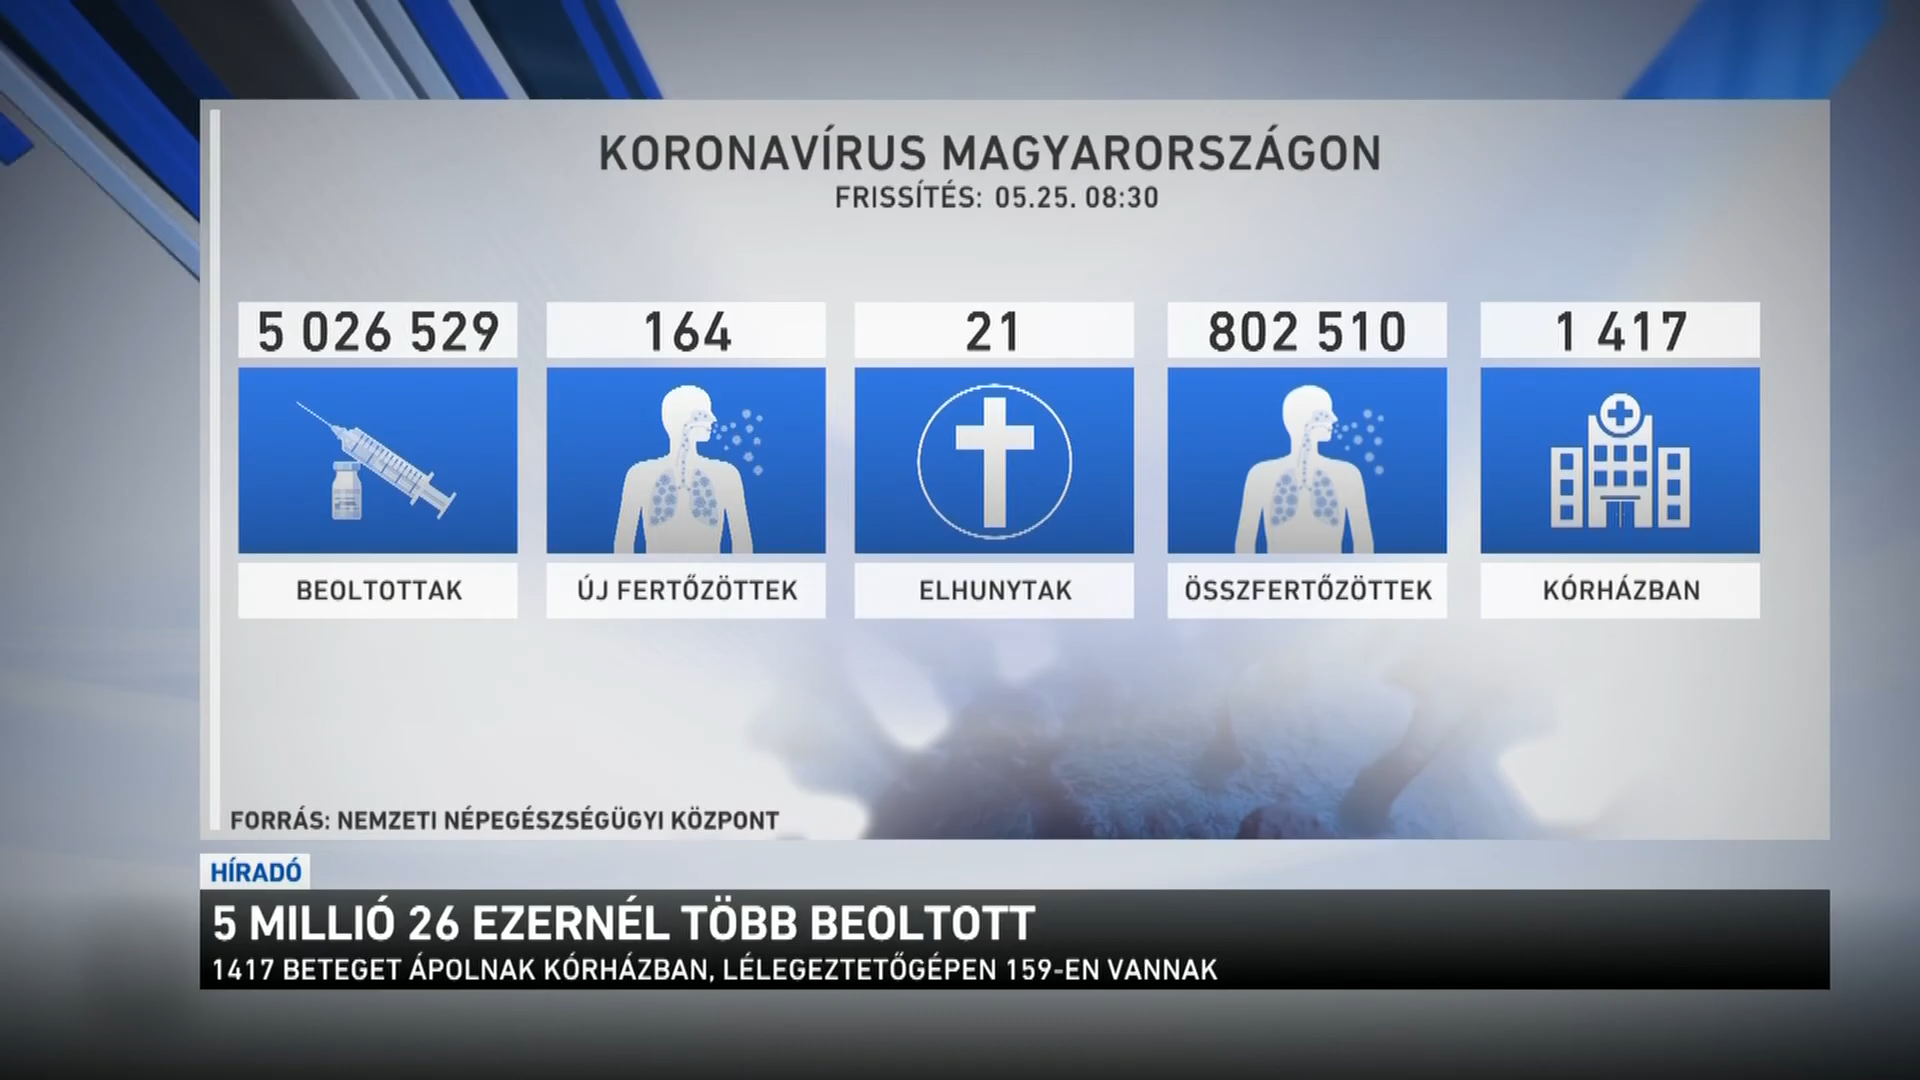 KORONAVÍRUS MAGYARORSZÁGON
FRISSÍTÉS: 05.25. 08:30
5 026 529
164
21
802 510
1 417
BEOLTOTTAK
ÚJ FERTŐZÖTTEK
ELHUNYTAK
ÖSSZFERTŐZÖTTEK
KÓRHÁZBAN
FORRÁS: NEMZETI NÉPEGÉSZSÉGÜGYI KÖZPONT
HÍRADÓ
5 MILLIÓ 26 EZERNÉL TÖBB BEOLTOTT
1417 BETEGET ÁPOLNAK KÓRHÁZBAN, LÉLEGEZTETŐGÉPEN 159-EN VANNAK